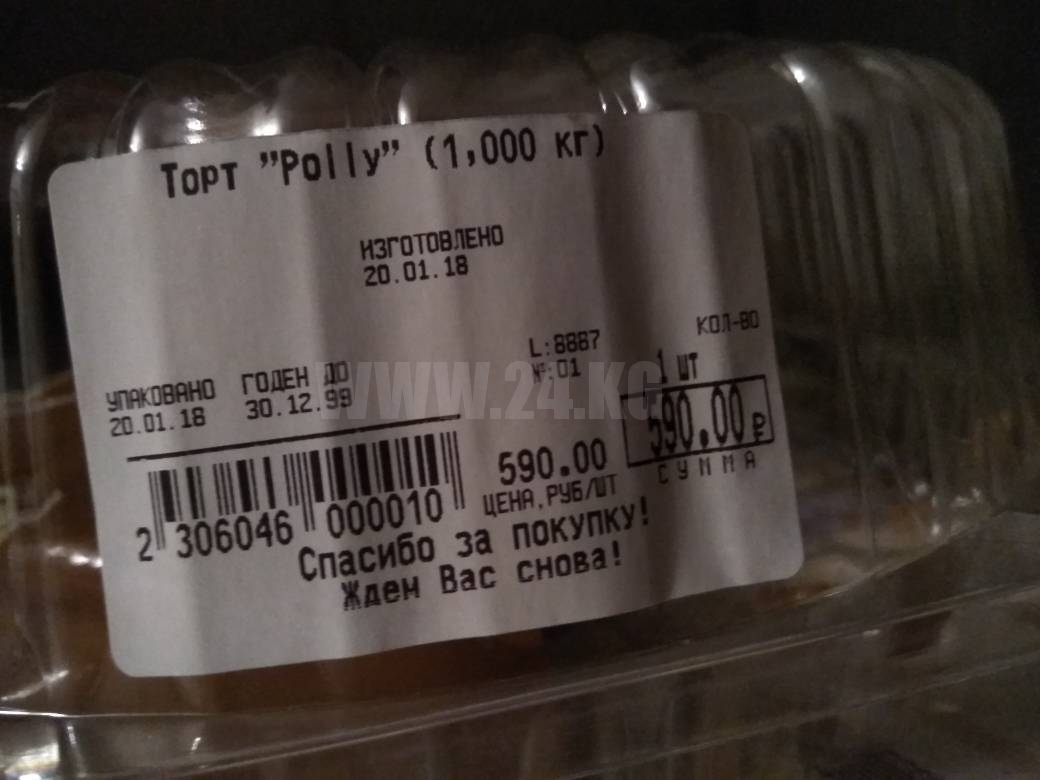 Торт "Polly" (1,000 кг)
ИЗГОТОВЛЕНО
20.01.18
КОЛ-ВО
L:8887
№:01
1 ШТ
УПАКОВАНО
20.01.18
ГОДЕН ДО
30.12.99
WWW.24.KG
590.00₽
СУММА
590.00
ЦЕНА,РУБ/ШТ
2 306046 000010
Спасибо за покупку!
Ждем Вас снова!